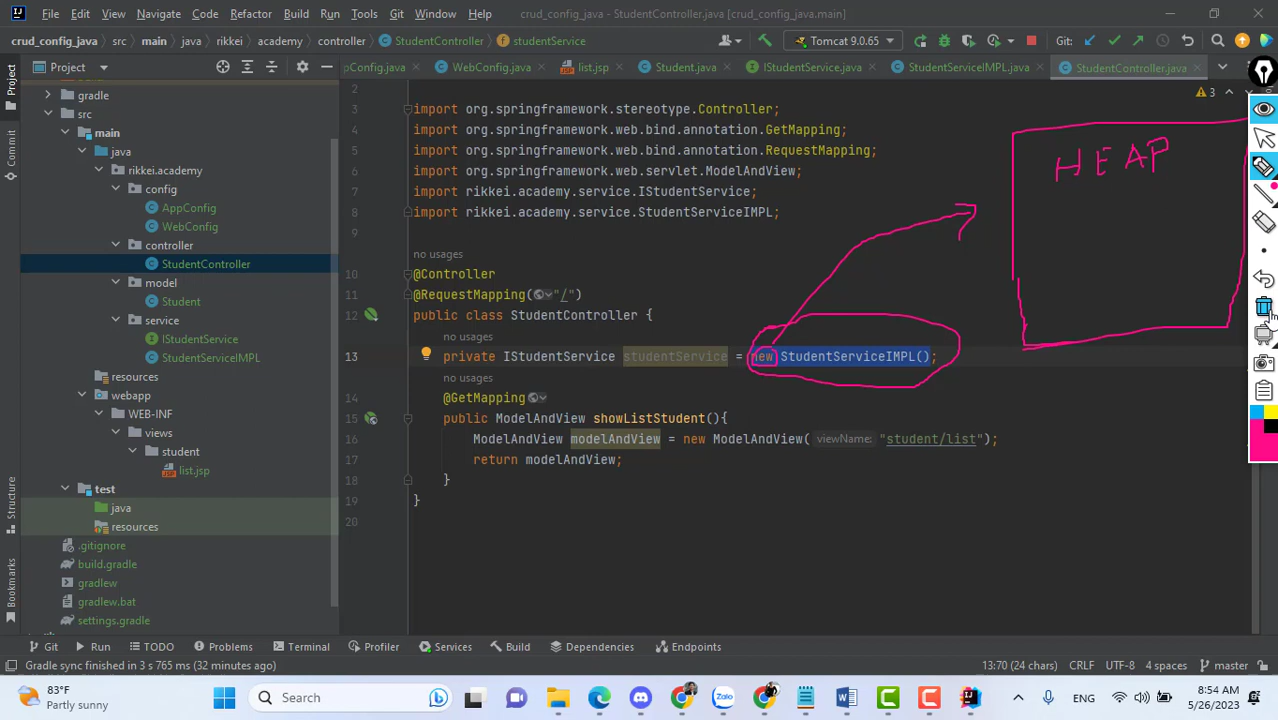 File Edit View Navigate Code Refactor Build Run Tools Git Window Help crud_config_java - StudentController.java [crud_config_java.main]
crud_config_java src main java rikkei academy controller StudentController studentService Tomcat 9.0.65 Git:
Project pConfig.java WebConfig.java list.jsp Student.java IStudentService.java StudentServiceIMPL.java StudentController.java
Project
Commit
Structure
Bookmarks
gradle
src
main
java
rikkei.academy
config
AppConfig
WebConfig
controller
StudentController
model
Student
service
IStudentService
StudentServiceIMPL
resources
webapp
WEB-INF
views
student
list.jsp
test
java
resources
.gitignore
build.gradle
gradlew
gradlew.bat
settings.gradle
3
2
3 import org.springframework.stereotype.Controller;
4 import org.springframework.web.bind.annotation.GetMapping;
5 import org.springframework.web.bind.annotation.RequestMapping;
6 import org.springframework.web.servlet.ModelAndView;
7 import rikkei.academy.service.IStudentService;
8 import rikkei.academy.service.StudentServiceIMPL;
9
no usages
10 @Controller
11 @RequestMapping("/")
12 public class StudentController {
no usages
13 private IStudentService studentService = new StudentServiceIMPL();
no usages
14 @GetMapping
15 public ModelAndView showListStudent(){
16 ModelAndView modelAndView = new ModelAndView( viewName: "student/list");
17 return modelAndView;
18 }
19 }
20
HEAP
Git Run TODO Problems Terminal Profiler Services Build Dependencies Endpoints
Gradle sync finished in 3 s 765 ms (32 minutes ago) 13:70 (24 chars) CRLF UTF-8 4 spaces master
83°F
Partly sunny
Search
Zalo
ENG
8:54 AM
5/26/2023